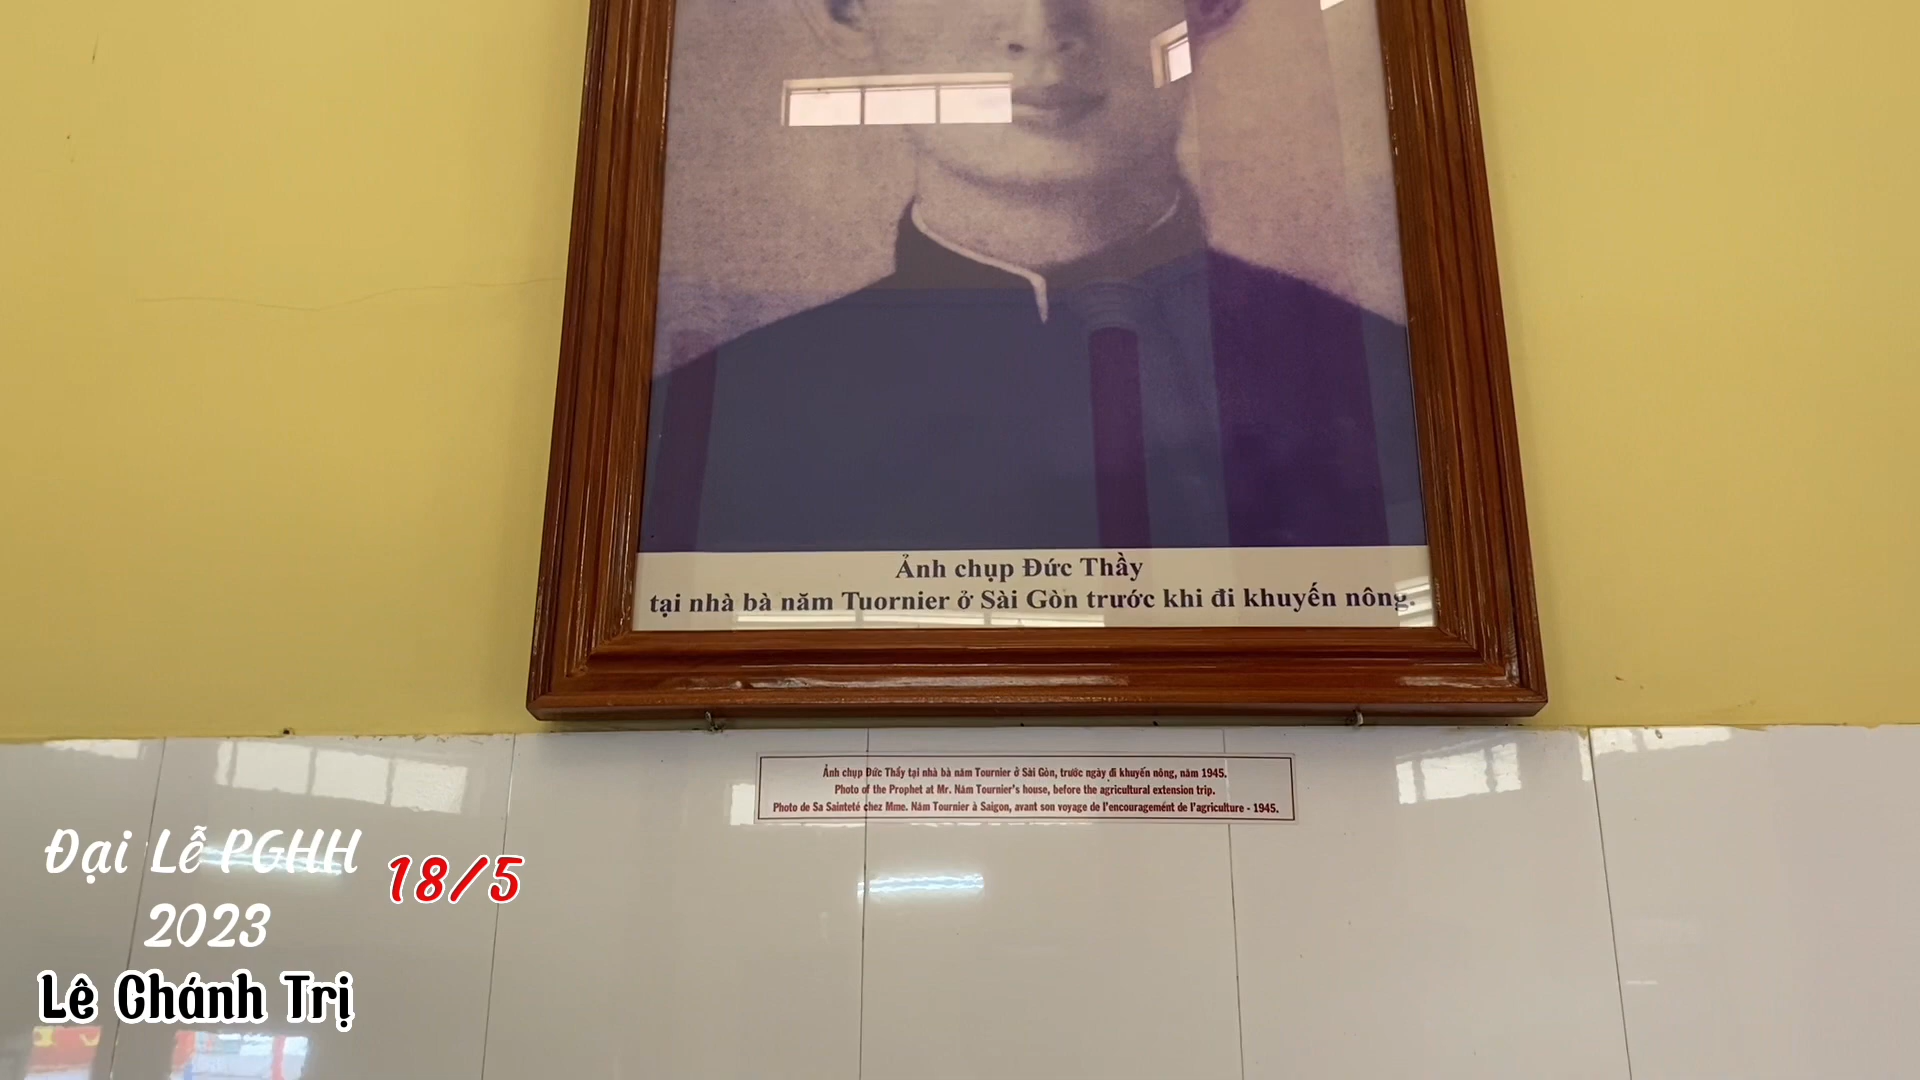 Ảnh chụp Đức Thầy
tại nhà bà năm Tuornier ở Sài Gòn trước khi đi khuyến nông.
Ảnh chụp Đức Thầy tại nhà bà năm Tournier ở Sài Gòn, trước ngày đi khuyến nông, năm 1945.
Photo of the Prophet at Mr. Năm Tournier's house, before the agricultural extension trip.
Photo de Sa Sainteté chez Mme. Năm Tournier à Saigon, avant son voyage de l'encouragement de l'agriculture - 1945.
Đại Lễ PGHH
18/5
2023
Lê Chánh Trị